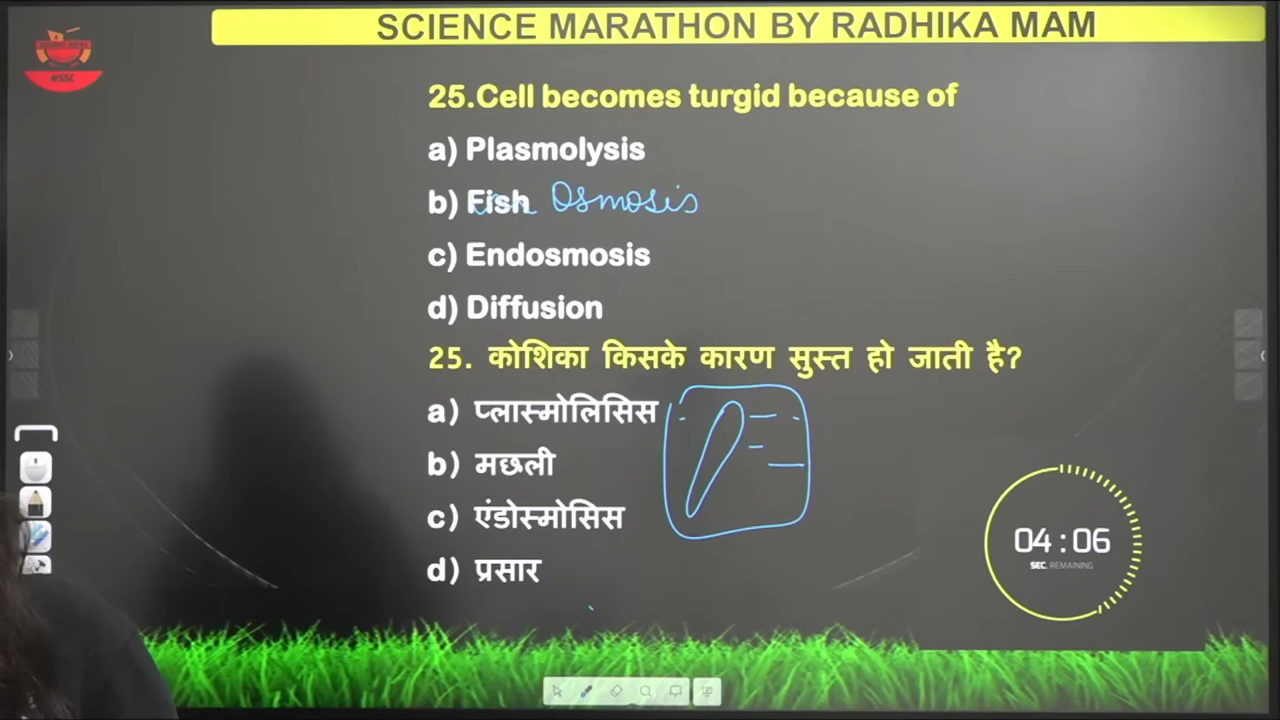 SCIENCE MARATHON BY RADHIKA MAM
#SSC
25.Cell becomes turgid because of
a) Plasmolysis
b) Fish Osmosis
c) Endosmosis
d) Diffusion
25. कोशिका किसके कारण सुस्त हो जाती है?
a) प्लास्मोलिसिस
b) मछली
c) एंडोस्मोसिस
d) प्रसार
04 : 06
SEC. REMAINING